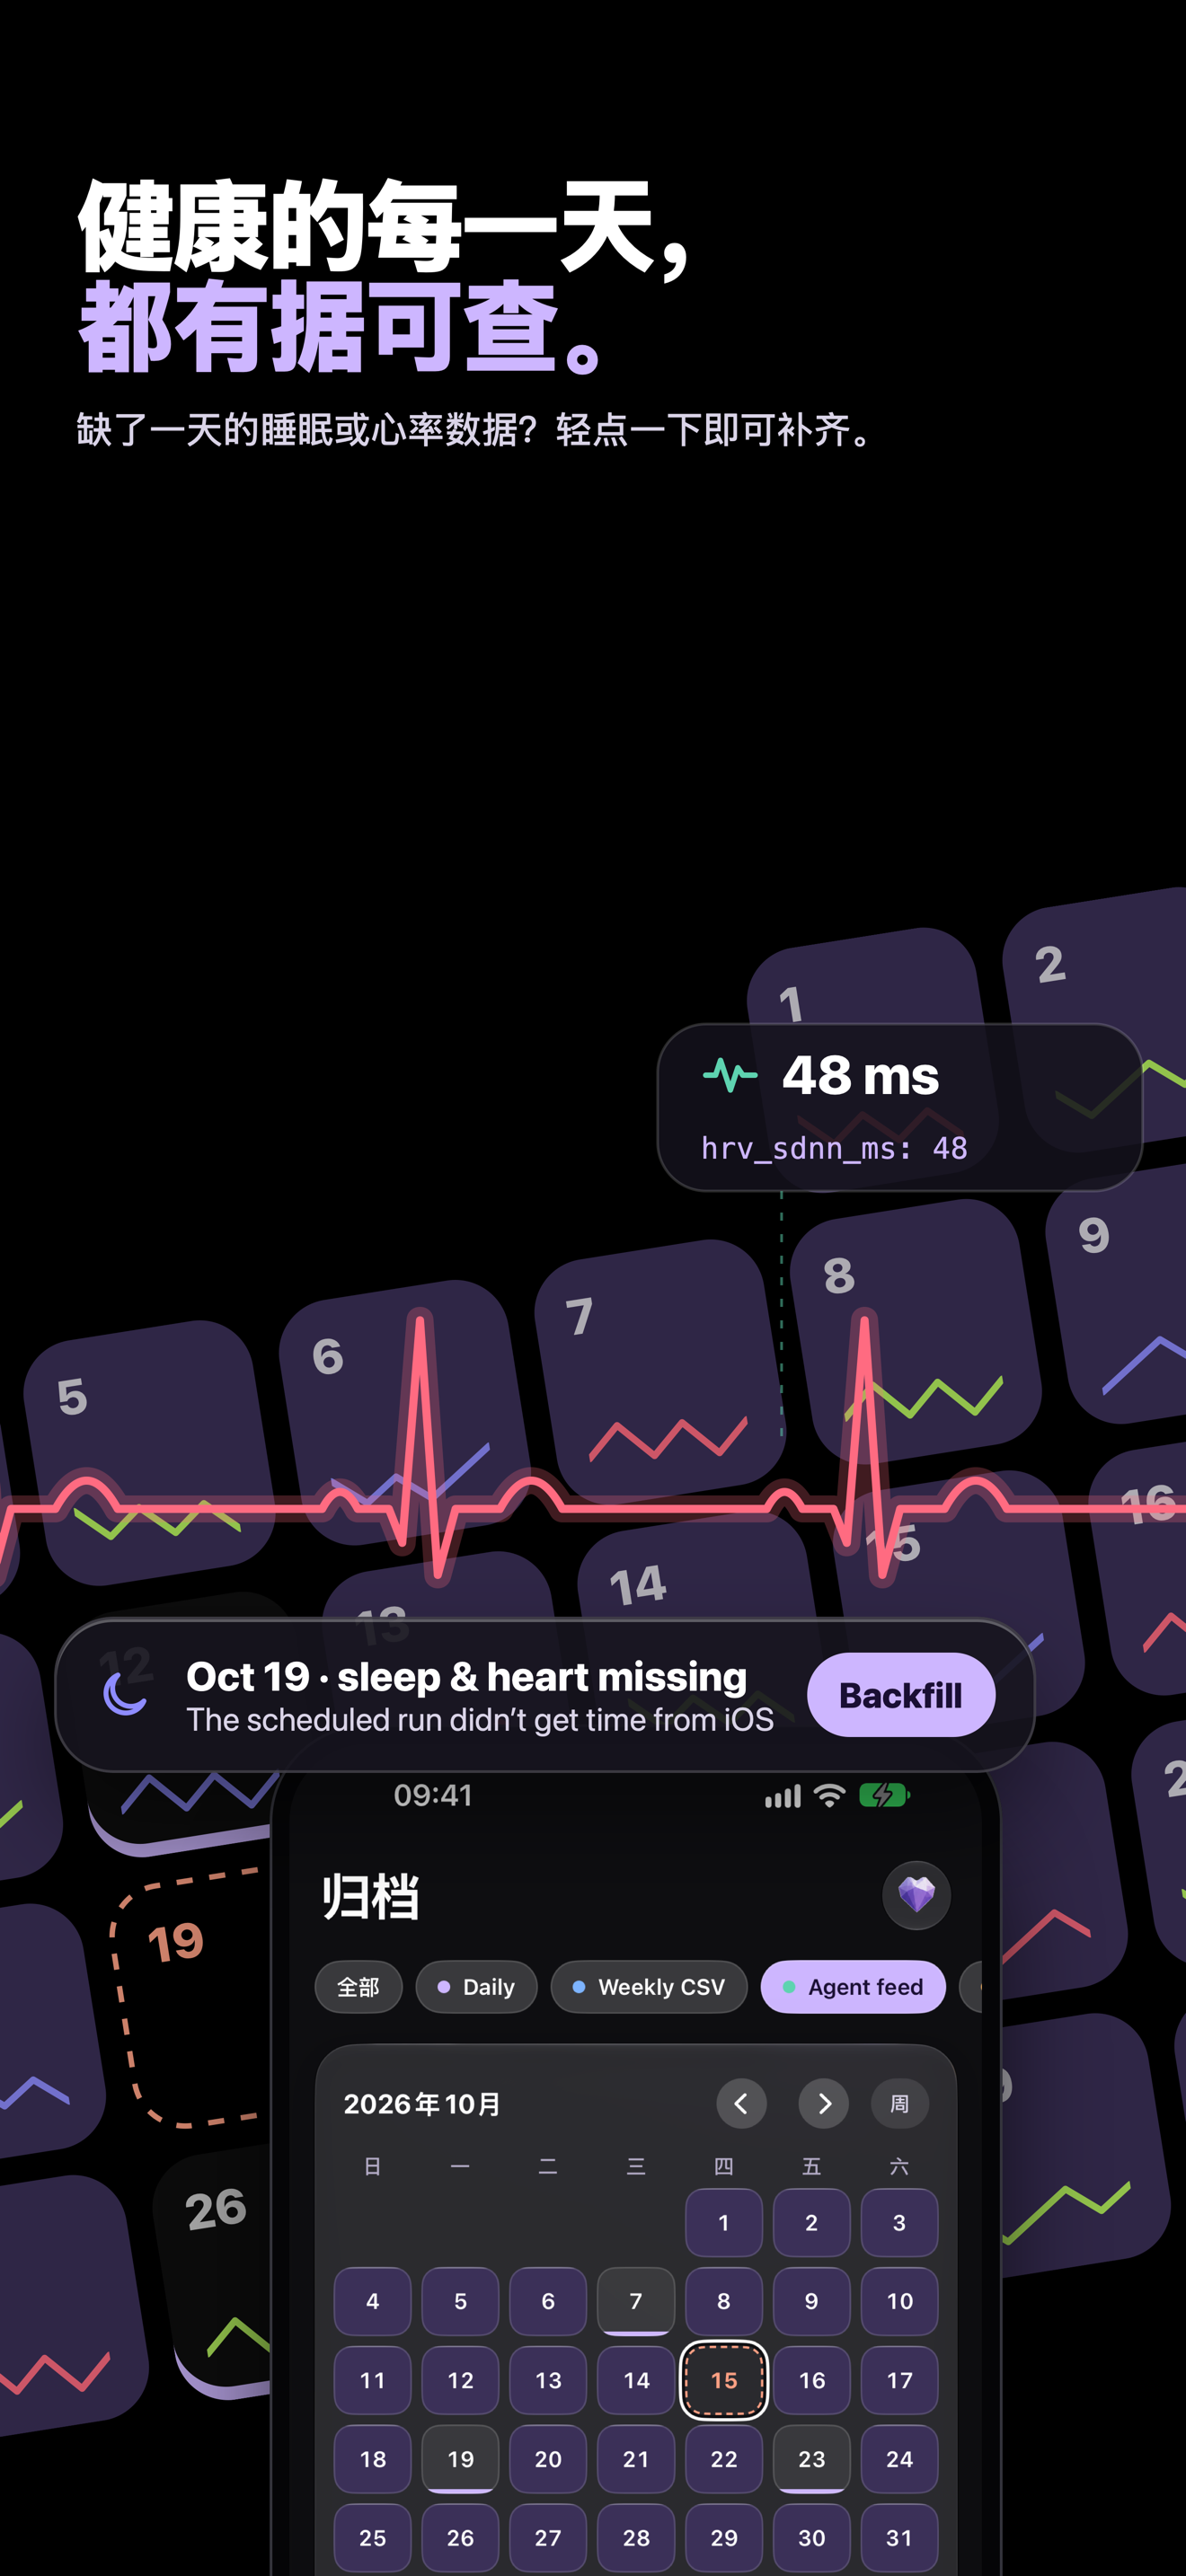 健康的每一天，
都有据可查。
缺了一天的睡眠或心率数据？轻点一下即可补齐。
1
2
48 ms
hrv_sdnn_ms: 48
5
6
7
8
9
12
13
14
15
16
Oct 19 · sleep & heart missing
The scheduled run didn’t get time from iOS
Backfill
09:41
19
26
归档
全部
Daily
Weekly CSV
Agent feed
2026年10月
周
日 一 二 三 四 五 六
1 2 3
4 5 6 7 8 9 10
11 12 13 14 15 16 17
18 19 20 21 22 23 24
25 26 27 28 29 30 31